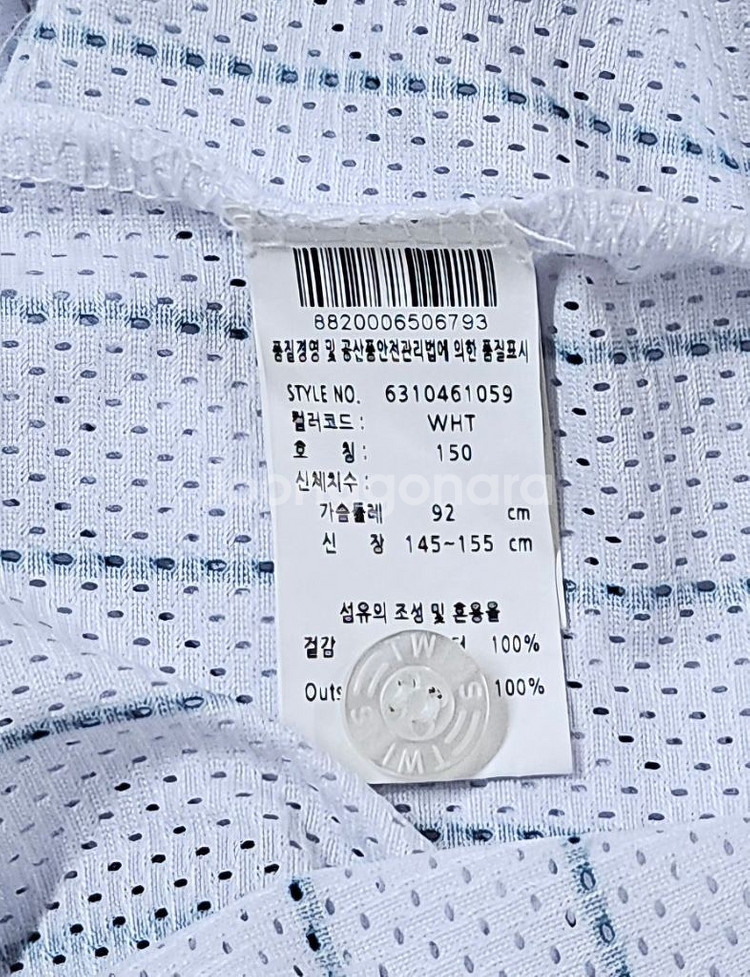 8820006506793
품질경영 및 공산품안전관리법에 의한 품질표시
STYLE NO. 6310461059
컬러코드 : WHT
호 칭 : 150
신체치수 :
가슴둘레 92 cm
신 장 145~155 cm
섬유의 조성 및 혼용율
겉감 100%
100%
TWIS
TWIS